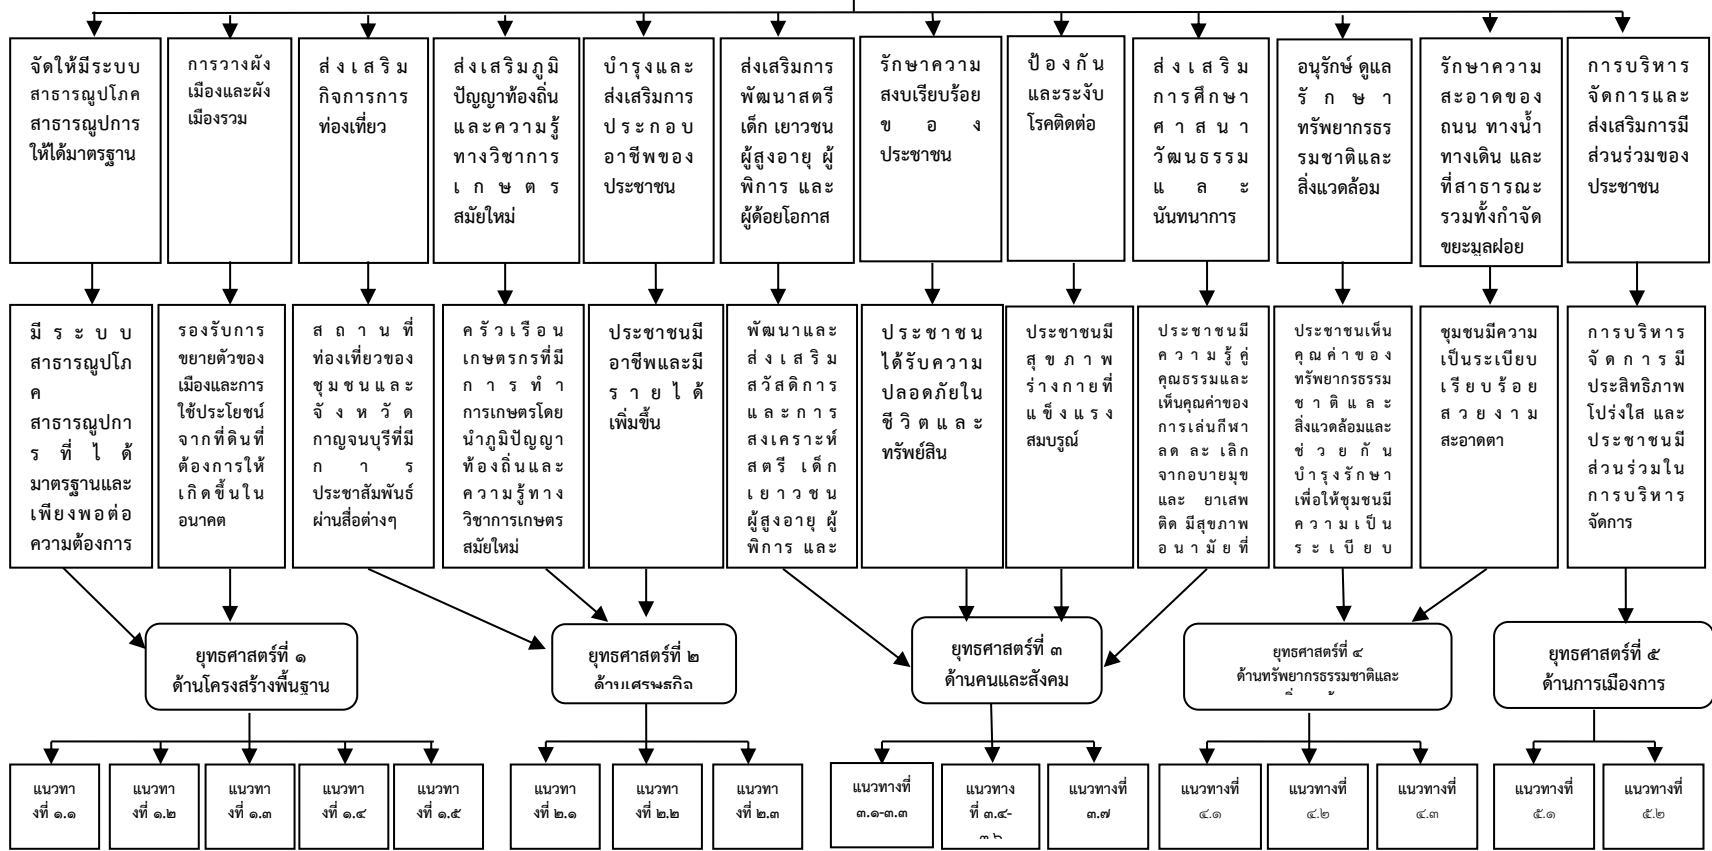 จัดให้มีระบบ
สาธารณูปโภค
สาธารณูปการ
ให้ได้มาตรฐาน
การวางผัง
เมืองและผัง
เมืองรวม
ส่งเสริม
กิจการการ
ท่องเที่ยว
ส่งเสริมภูมิ
ปัญญาท้องถิ่น
และความรู้
ทางวิชาการ
เกษตร
สมัยใหม่
บำรุงและ
ส่งเสริมการ
ประกอบ
อาชีพของ
ประชาชน
ส่งเสริมการ
พัฒนาสตรี
เด็ก เยาวชน
ผู้สูงอายุ ผู้
พิการ และ
ผู้ด้อยโอกาส
รักษาความ
สงบเรียบร้อย
ของ
ประชาชน
ป้องกัน
และระงับ
โรคติดต่อ
ส่งเสริม
การศึกษา
ศาสนา
วัฒนธรรม
และ
นันทนาการ
อนุรักษ์ ดูแล
รักษา
ทรัพยากรธร
รมชาติและ
สิ่งแวดล้อม
รักษาความ
สะอาดของ
ถนน ทางน้ำ
ทางเดิน และ
ที่สาธารณะ
รวมทั้งกำจัด
ขยะมูลฝอย
การบริหาร
จัดการและ
ส่งเสริมการมี
ส่วนร่วมของ
ประชาชน
มีระบบ
สาธารณูปโภ
ค
สาธารณูปกา
รที่ได้
มาตรฐานและ
เพียงพอต่อ
ความต้องการ
รองรับการ
ขยายตัวของ
เมืองและการ
ใช้ประโยชน์
จากที่ดินที่
ต้องการให้
เกิดขึ้นใน
อนาคต
สถานที่
ท่องเที่ยวของ
ชุมชนและ
จังหวัด
กาญจนบุรีที่มี
การ
ประชาสัมพันธ์
ผ่านสื่อต่างๆ
ครัวเรือน
เกษตรกรที่มี
การทำ
การเกษตรโดย
นำภูมิปัญญา
ท้องถิ่นและ
ความรู้ทาง
วิชาการเกษตร
สมัยใหม่
ประชาชนมี
อาชีพและมี
รายได้
เพิ่มขึ้น
พัฒนาและ
ส่งเสริม
สวัสดิการ
และการ
สงเคราะห์
สตรี เด็ก
เยาวชน
ผู้สูงอายุ ผู้
พิการ และ
ประชาชน
ได้รับความ
ปลอดภัยใน
ชีวิตและ
ทรัพย์สิน
ประชาชนมี
สุขภาพ
ร่างกายที่
แข็งแรง
สมบรูณ์
ประชาชนมี
ความรู้คู่
คุณธรรมและ
เห็นคุณค่าของ
การเล่นกีฬา
ลด ละ เลิก
จากอบายมุข
และ ยาเสพ
ติด มีสุขภาพ
อนามัยที่
ประชาชนเห็น
คุณค่าของ
ทรัพยากรธรรม
ชาติและ
สิ่งแวดล้อมและ
ช่วยกัน
บำรุงรักษา
เพื่อให้ชุมชนมี
ความเป็น
ระเบียบ
ชุมชนมีความ
เป็นระเบียบ
เรียบร้อย
สวยงาม
สะอาดตา
การบริหาร
จัดการมี
ประสิทธิภาพ
โปร่งใส และ
ประชาชนมี
ส่วนร่วมใน
การบริหาร
จัดการ
ยุทธศาสตร์ที่ ๑
ด้านโครงสร้างพื้นฐาน
ยุทธศาสตร์ที่ ๒
ด้านเศรษฐกิจ
ยุทธศาสตร์ที่ ๓
ด้านคนและสังคม
ยุทธศาสตร์ที่ ๔
ด้านทรัพยากรธรรมชาติและ
ยุทธศาสตร์ที่ ๕
ด้านการเมืองการ
แนวทา
งที่ ๑.๑
แนวทา
งที่ ๑.๒
แนวทา
งที่ ๑.๓
แนวทา
งที่ ๑.๔
แนวทา
งที่ ๑.๕
แนวทา
งที่ ๒.๑
แนวทา
งที่ ๒.๒
แนวทา
งที่ ๒.๓
แนวทางที่
๓.๑-๓.๓
แนวทาง
ที่ ๓.๔-
๓.๖
แนวทางที่
๓.๗
แนวทางที่
๔.๑
แนวทางที่
๔.๒
แนวทางที่
๔.๓
แนวทางที่
๕.๑
แนวทางที่
๕.๒